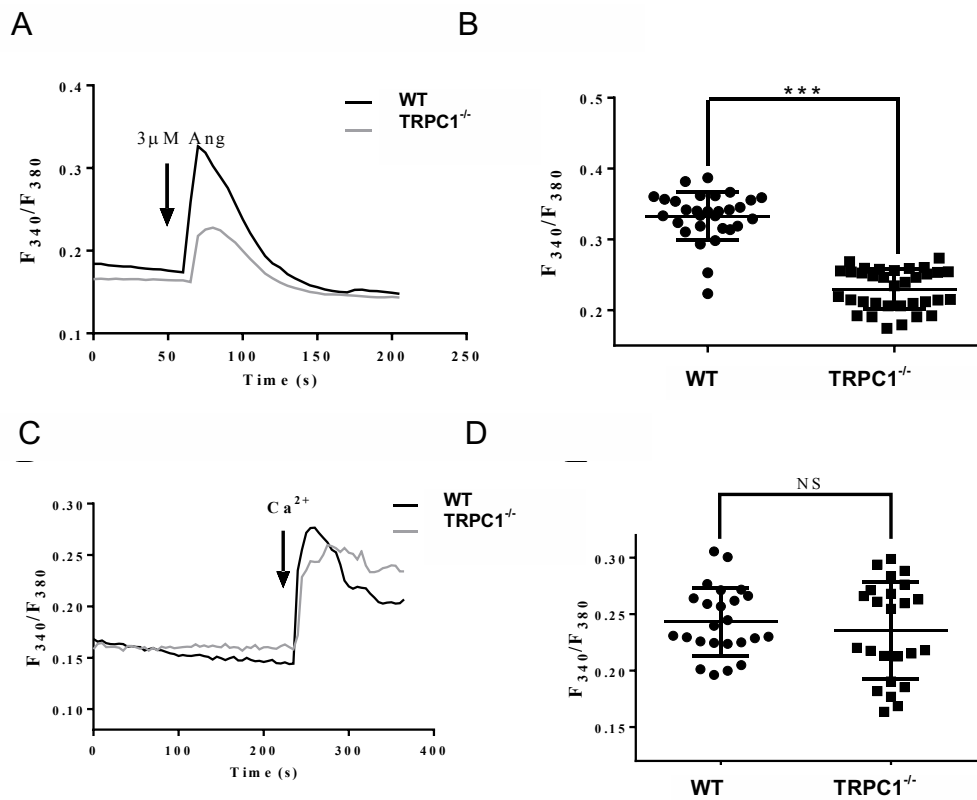 A
B
0.4
0.3
0.2
0.1
F340/F380
3μM Ang
WT
TRPC1-/-
0 50 100 150 200 250
Time (s)
0.5
0.4
0.3
0.2
F340/F380
***
WT TRPC1-/-
C
D
0.30
0.25
0.20
0.15
0.10
F340/F380
Ca2+
WT
TRPC1-/-
0 100 200 300 400
Time (s)
NS
0.30
0.25
0.20
0.15
F340/F380
WT TRPC1-/-